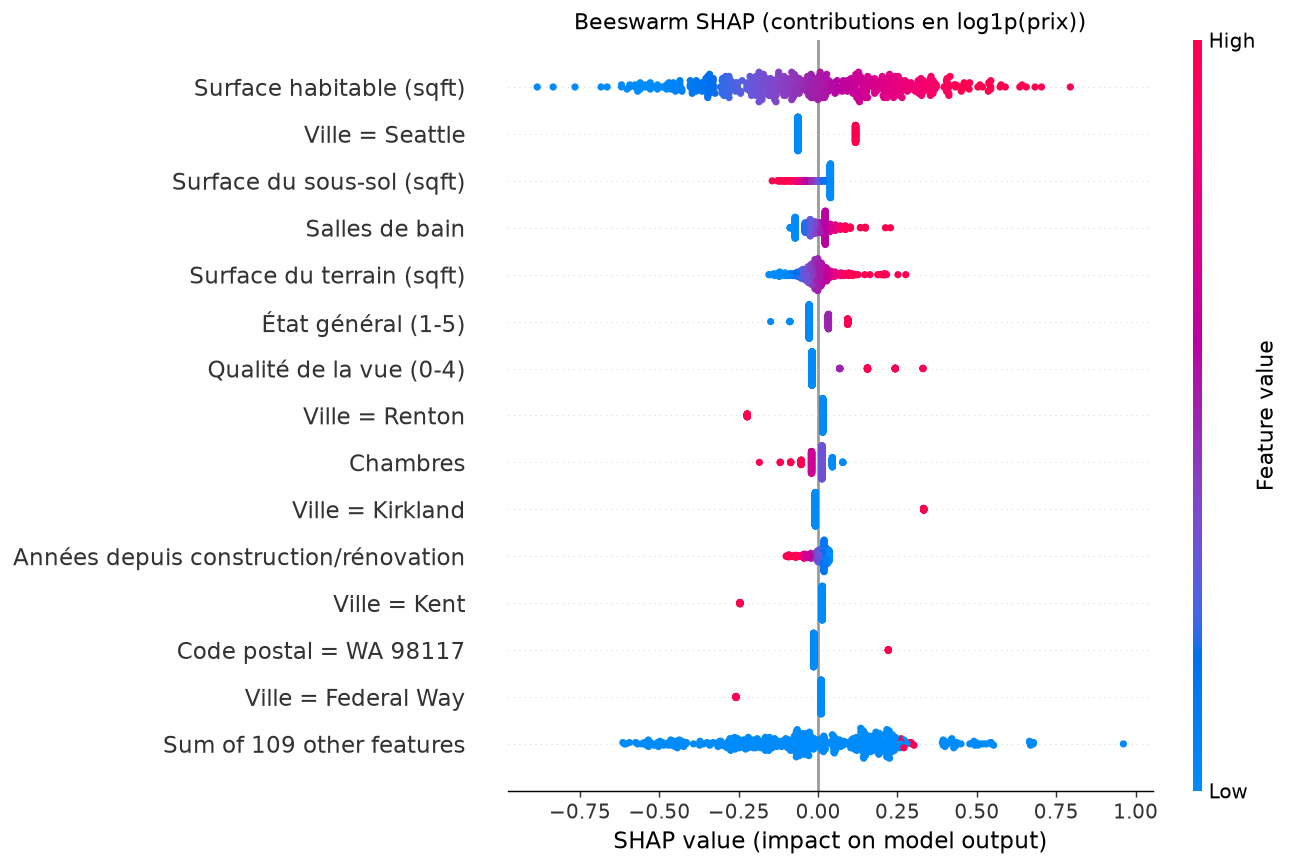 Beeswarm SHAP (contributions en log1p(prix))
High
Surface habitable (sqft)
Ville = Seattle
Surface du sous-sol (sqft)
Salles de bain
Surface du terrain (sqft)
État général (1-5)
Qualité de la vue (0-4)
Ville = Renton
Chambres
Ville = Kirkland
Années depuis construction/rénovation
Ville = Kent
Code postal = WA 98117
Ville = Federal Way
Sum of 109 other features
Feature value
Low
−0.75 −0.50 −0.25 0.00 0.25 0.50 0.75 1.00
SHAP value (impact on model output)